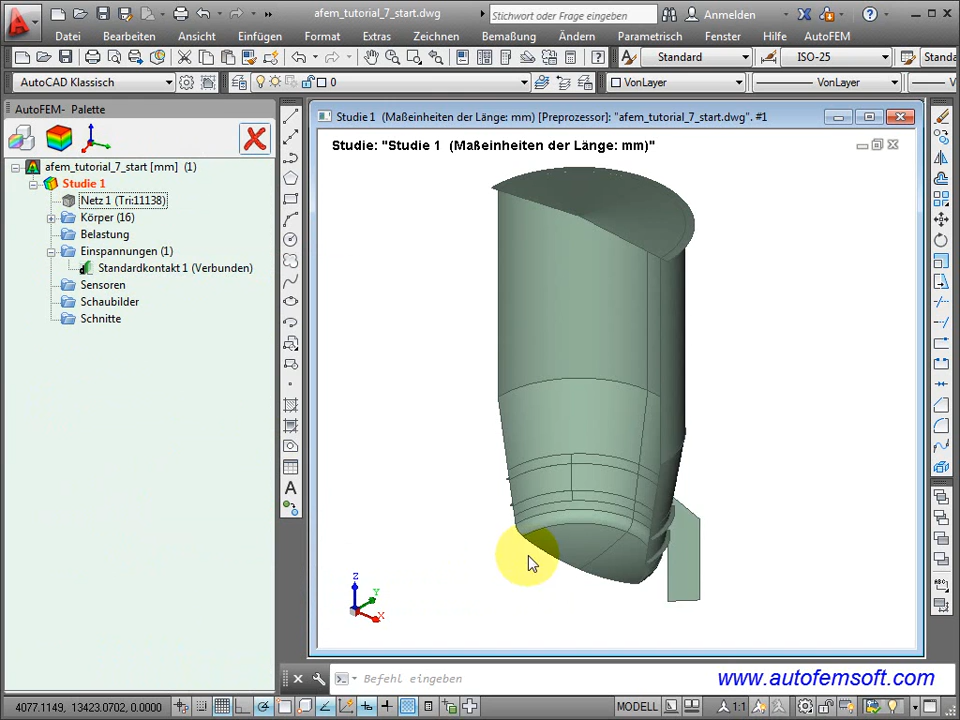 afem_tutorial_7_start.dwg
Stichwort oder Frage eingeben
Anmelden
Datei Bearbeiten Ansicht Einfügen Format Extras Zeichnen Bemaßung Ändern Parametrisch Fenster Hilfe AutoFEM
Standard ISO-25 Standa
AutoCAD Klassisch 0 VonLayer VonLayer V
AutoFEM- Palette
Studie 1 (Maßeinheiten der Länge: mm) [Preprozessor]: "afem_tutorial_7_start.dwg". #1
Studie: "Studie 1 (Maßeinheiten der Länge: mm)"
afem_tutorial_7_start [mm] (1)
Studie 1
Netz 1 (Tri:11138)
Körper (16)
Belastung
Einspannungen (1)
Standardkontakt 1 (Verbunden)
Sensoren
Schaubilder
Schnitte
Z
Y
X
Befehl eingeben
www.autofemsoft.com
4077.1149, 13423.0702, 0.0000
MODELL
1:1